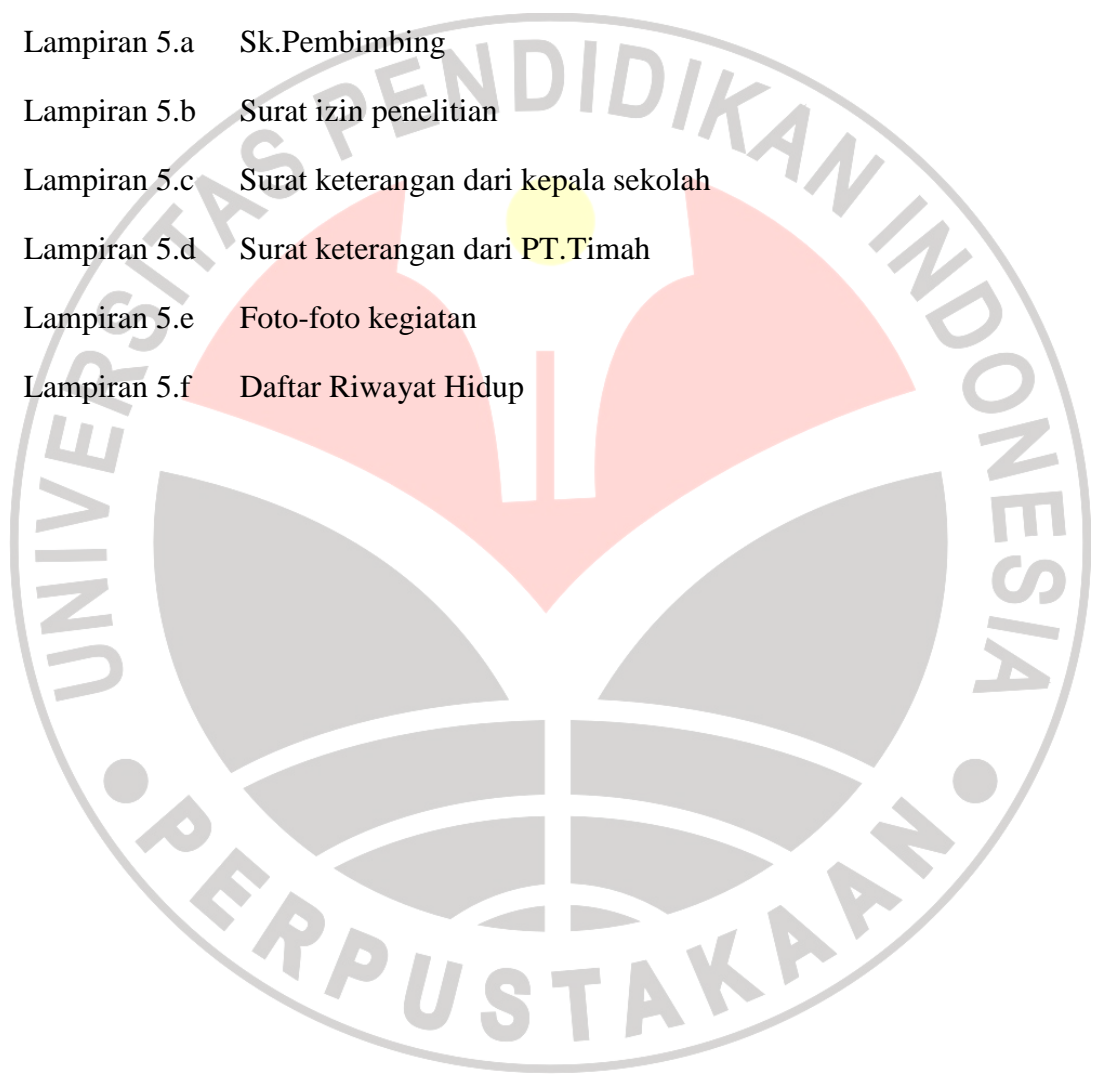 Lampiran 5.a Sk.Pembimbing
Lampiran 5.b Surat izin penelitian
Lampiran 5.c Surat keterangan dari kepala sekolah
Lampiran 5.d Surat keterangan dari PT.Timah
Lampiran 5.e Foto-foto kegiatan
Lampiran 5.f Daftar Riwayat Hidup
UNIVERSITAS PENDIDIKAN INDONESIA
PERPUSTAKAAN